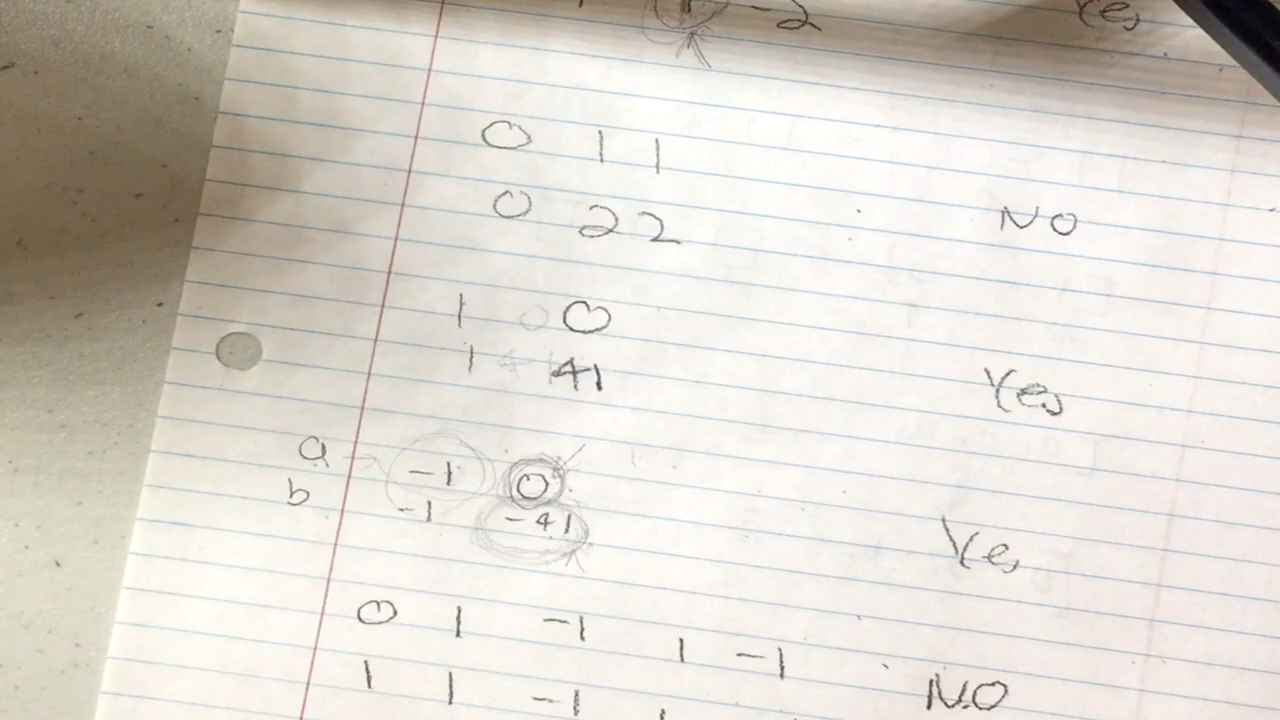 -2 Yes
0 1 1
0 2 2 NO
1 0
1 41 Yes
a -1 0
b -1 -41 Yes
0 1 -1 1 -1
1 1 -1 NO